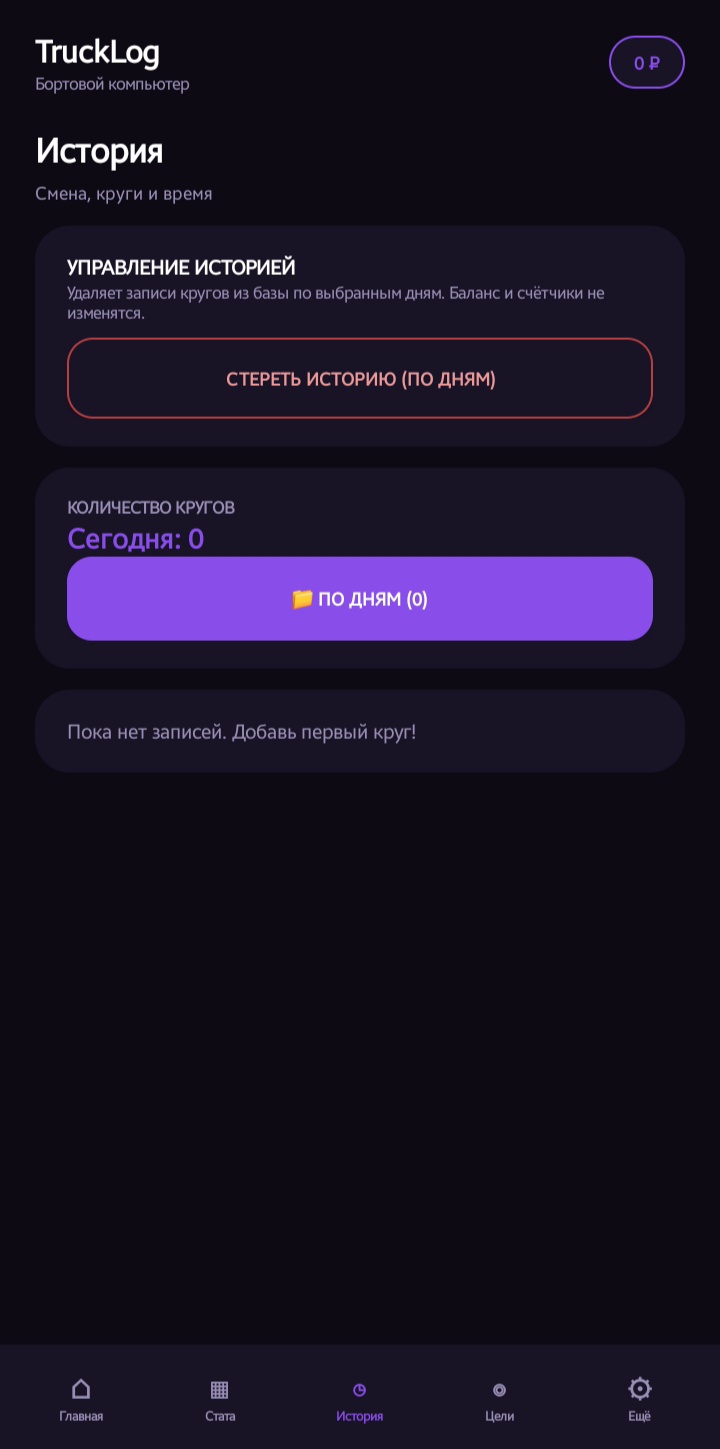 TruckLog
Бортовой компьютер
0 ₽
История
Смена, круги и время
УПРАВЛЕНИЕ ИСТОРИЕЙ
Удаляет записи кругов из базы по выбранным дням. Баланс и счётчики не
изменятся.
СТЕРЕТЬ ИСТОРИЮ (ПО ДНЯМ)
КОЛИЧЕСТВО КРУГОВ
Сегодня: 0
📁 ПО ДНЯМ (0)
Пока нет записей. Добавь первый круг!
Главная
Стата
История
Цели
Ещё